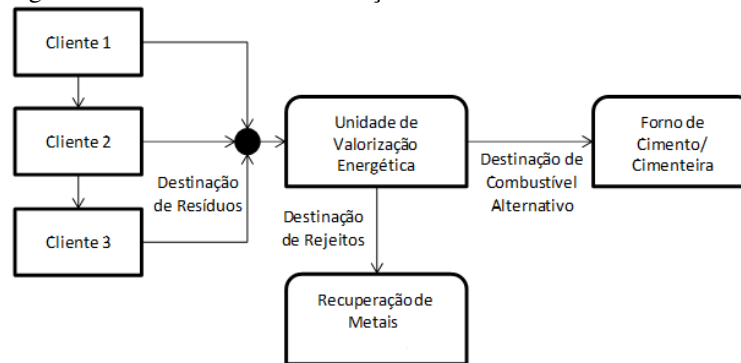 Cliente 1
Cliente 2
Cliente 3
Destinação
de Resíduos
Unidade de
Valorização
Energética
Destinação de
Combustível
Alternativo
Forno de
Cimento/
Cimenteira
Destinação
de Rejeitos
Recuperação de
Metais